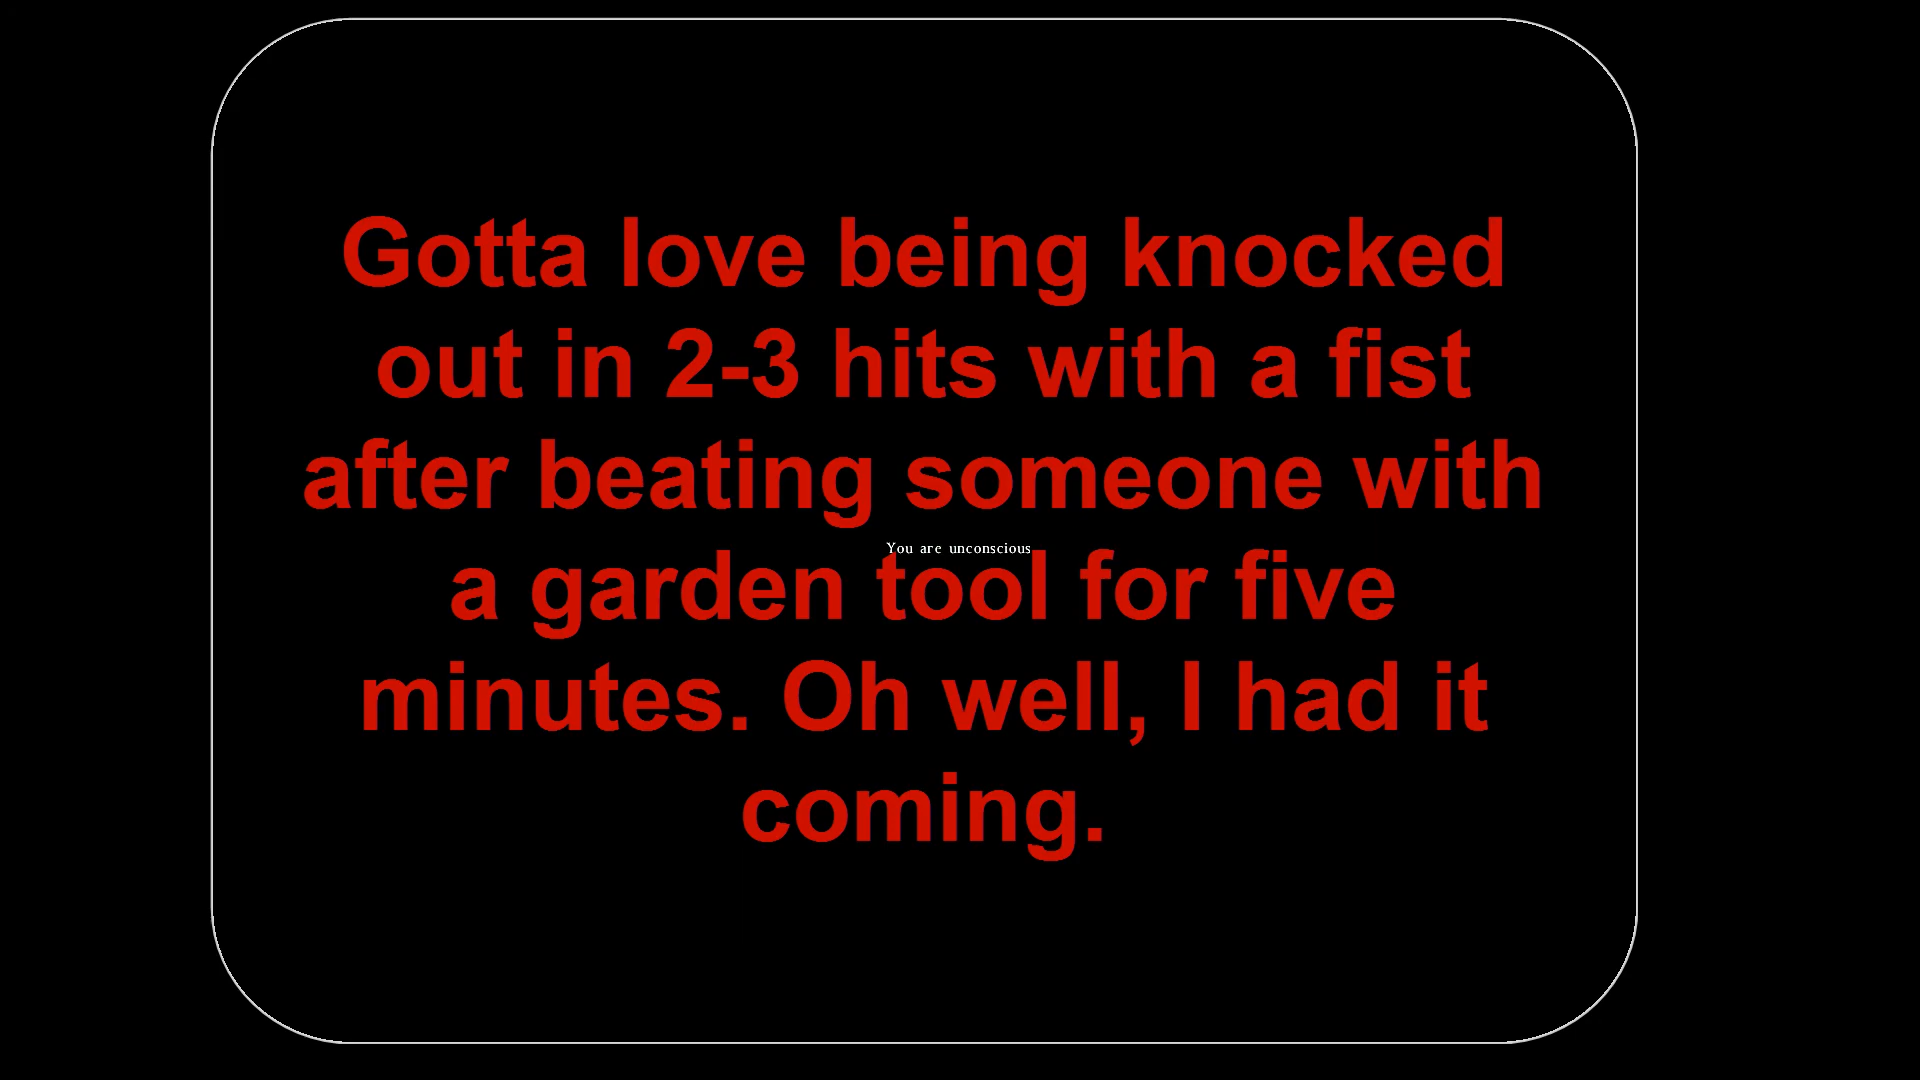 Gotta love being knocked
out in 2-3 hits with a fist
after beating someone with
You are unconscious
a garden tool for five
minutes. Oh well, I had it
coming.